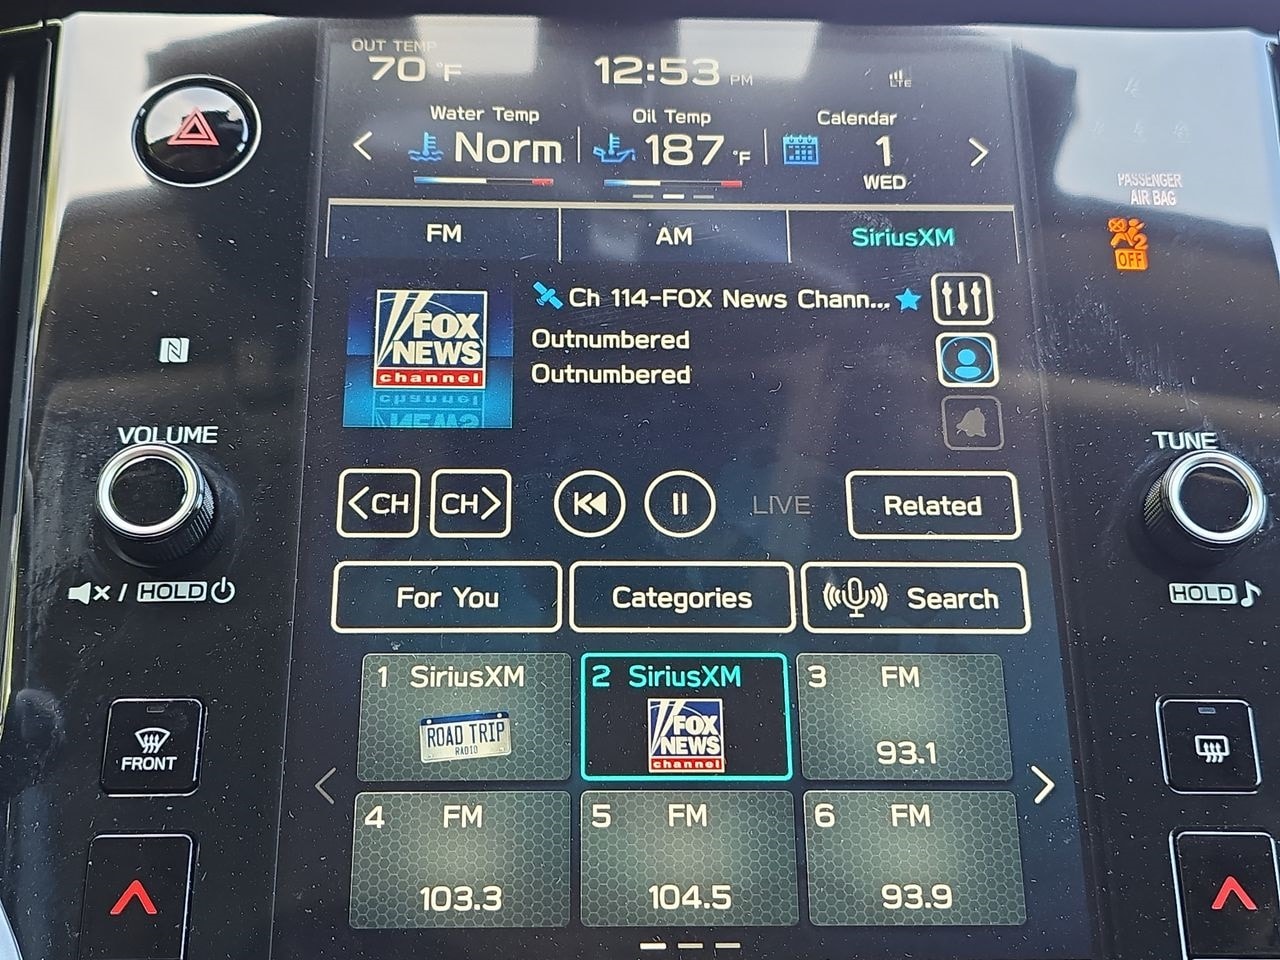 OUT TEMP
70 °F
12:53 PM
LTE
Water Temp
Norm
Oil Temp
187 °F
Calendar
1
WED
PASSENGER
AIR BAG
2
OFF
FM
AM
SiriusXM
FOX
NEWS
channel
Ch 114-FOX News Chann...
Outnumbered
Outnumbered
VOLUME
TUNE
<CH
CH>
LIVE
Related
× / HOLD
HOLD
For You
Categories
Search
1 SiriusXM
ROAD TRIP
RADIO
2 SiriusXM
FOX
NEWS
channel
3 FM
93.1
FRONT
4 FM
103.3
5 FM
104.5
6 FM
93.9